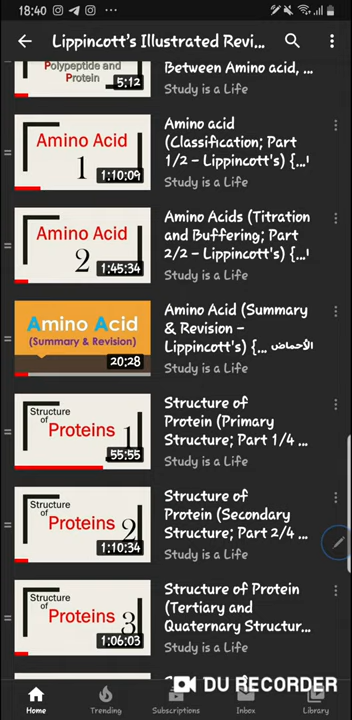 18:40
Lippincott's Illustrated Revi...
Polypeptide and
Protein
5:12
Between Amino acid, ...
Study is a Life
Amino Acid
1
1:10:09
Amino acid
(Classification; Part
1/2 – Lippincott's) {...
Study is a Life
Amino Acid
2
1:45:34
Amino Acids (Titration
and Buffering; Part
2/2 – Lippincott's) {...
Study is a Life
Amino Acid
(Summary & Revision)
20:28
Amino Acid (Summary
& Revision –
Lippincott's) {... الأحماض
Study is a Life
Structure
of
Proteins 1
55:55
Structure of
Protein (Primary
Structure; Part 1/4 ...
Study is a Life
Structure
of
Proteins 2
1:10:34
Structure of
Protein (Secondary
Structure; Part 2/4 ...
Study is a Life
Structure
of
Proteins 3
1:06:03
Structure of Protein
(Tertiary and
Quaternary Structur...
Study is a Life
DU RECORDER
Home
Trending
Subscriptions
Inbox
Library